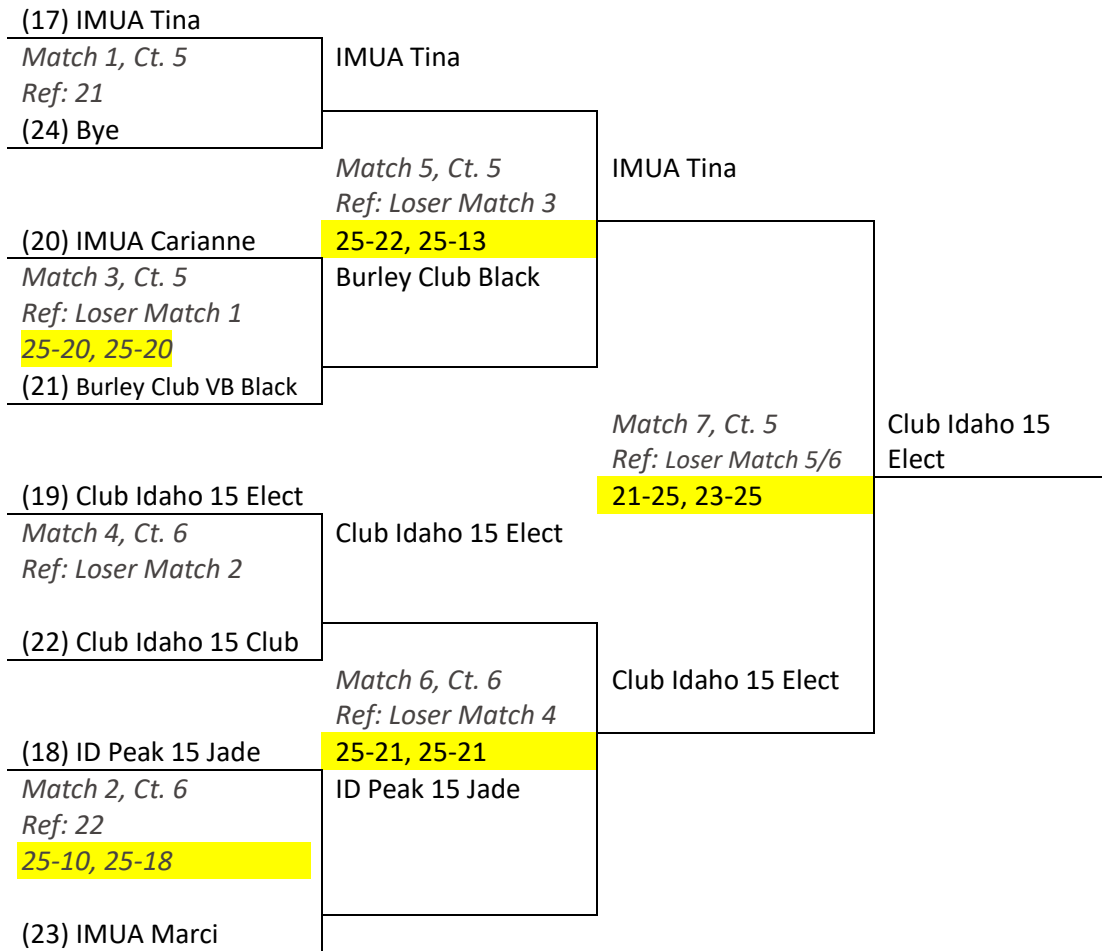 (17) IMUA Tina
Match 1, Ct. 5
Ref: 21
(24) Bye
IMUA Tina
(20) IMUA Carianne
Match 3, Ct. 5
Ref: Loser Match 1
25-20, 25-20
(21) Burley Club VB Black
Match 5, Ct. 5
Ref: Loser Match 3
25-22, 25-13
Burley Club Black
IMUA Tina
(19) Club Idaho 15 Elect
Match 4, Ct. 6
Ref: Loser Match 2
(22) Club Idaho 15 Club
Club Idaho 15 Elect
(18) ID Peak 15 Jade
Match 2, Ct. 6
Ref: 22
25-10, 25-18
(23) IMUA Marci
Match 6, Ct. 6
Ref: Loser Match 4
25-21, 25-21
ID Peak 15 Jade
Club Idaho 15 Elect
Match 7, Ct. 5
Ref: Loser Match 5/6
21-25, 23-25
Club Idaho 15
Elect